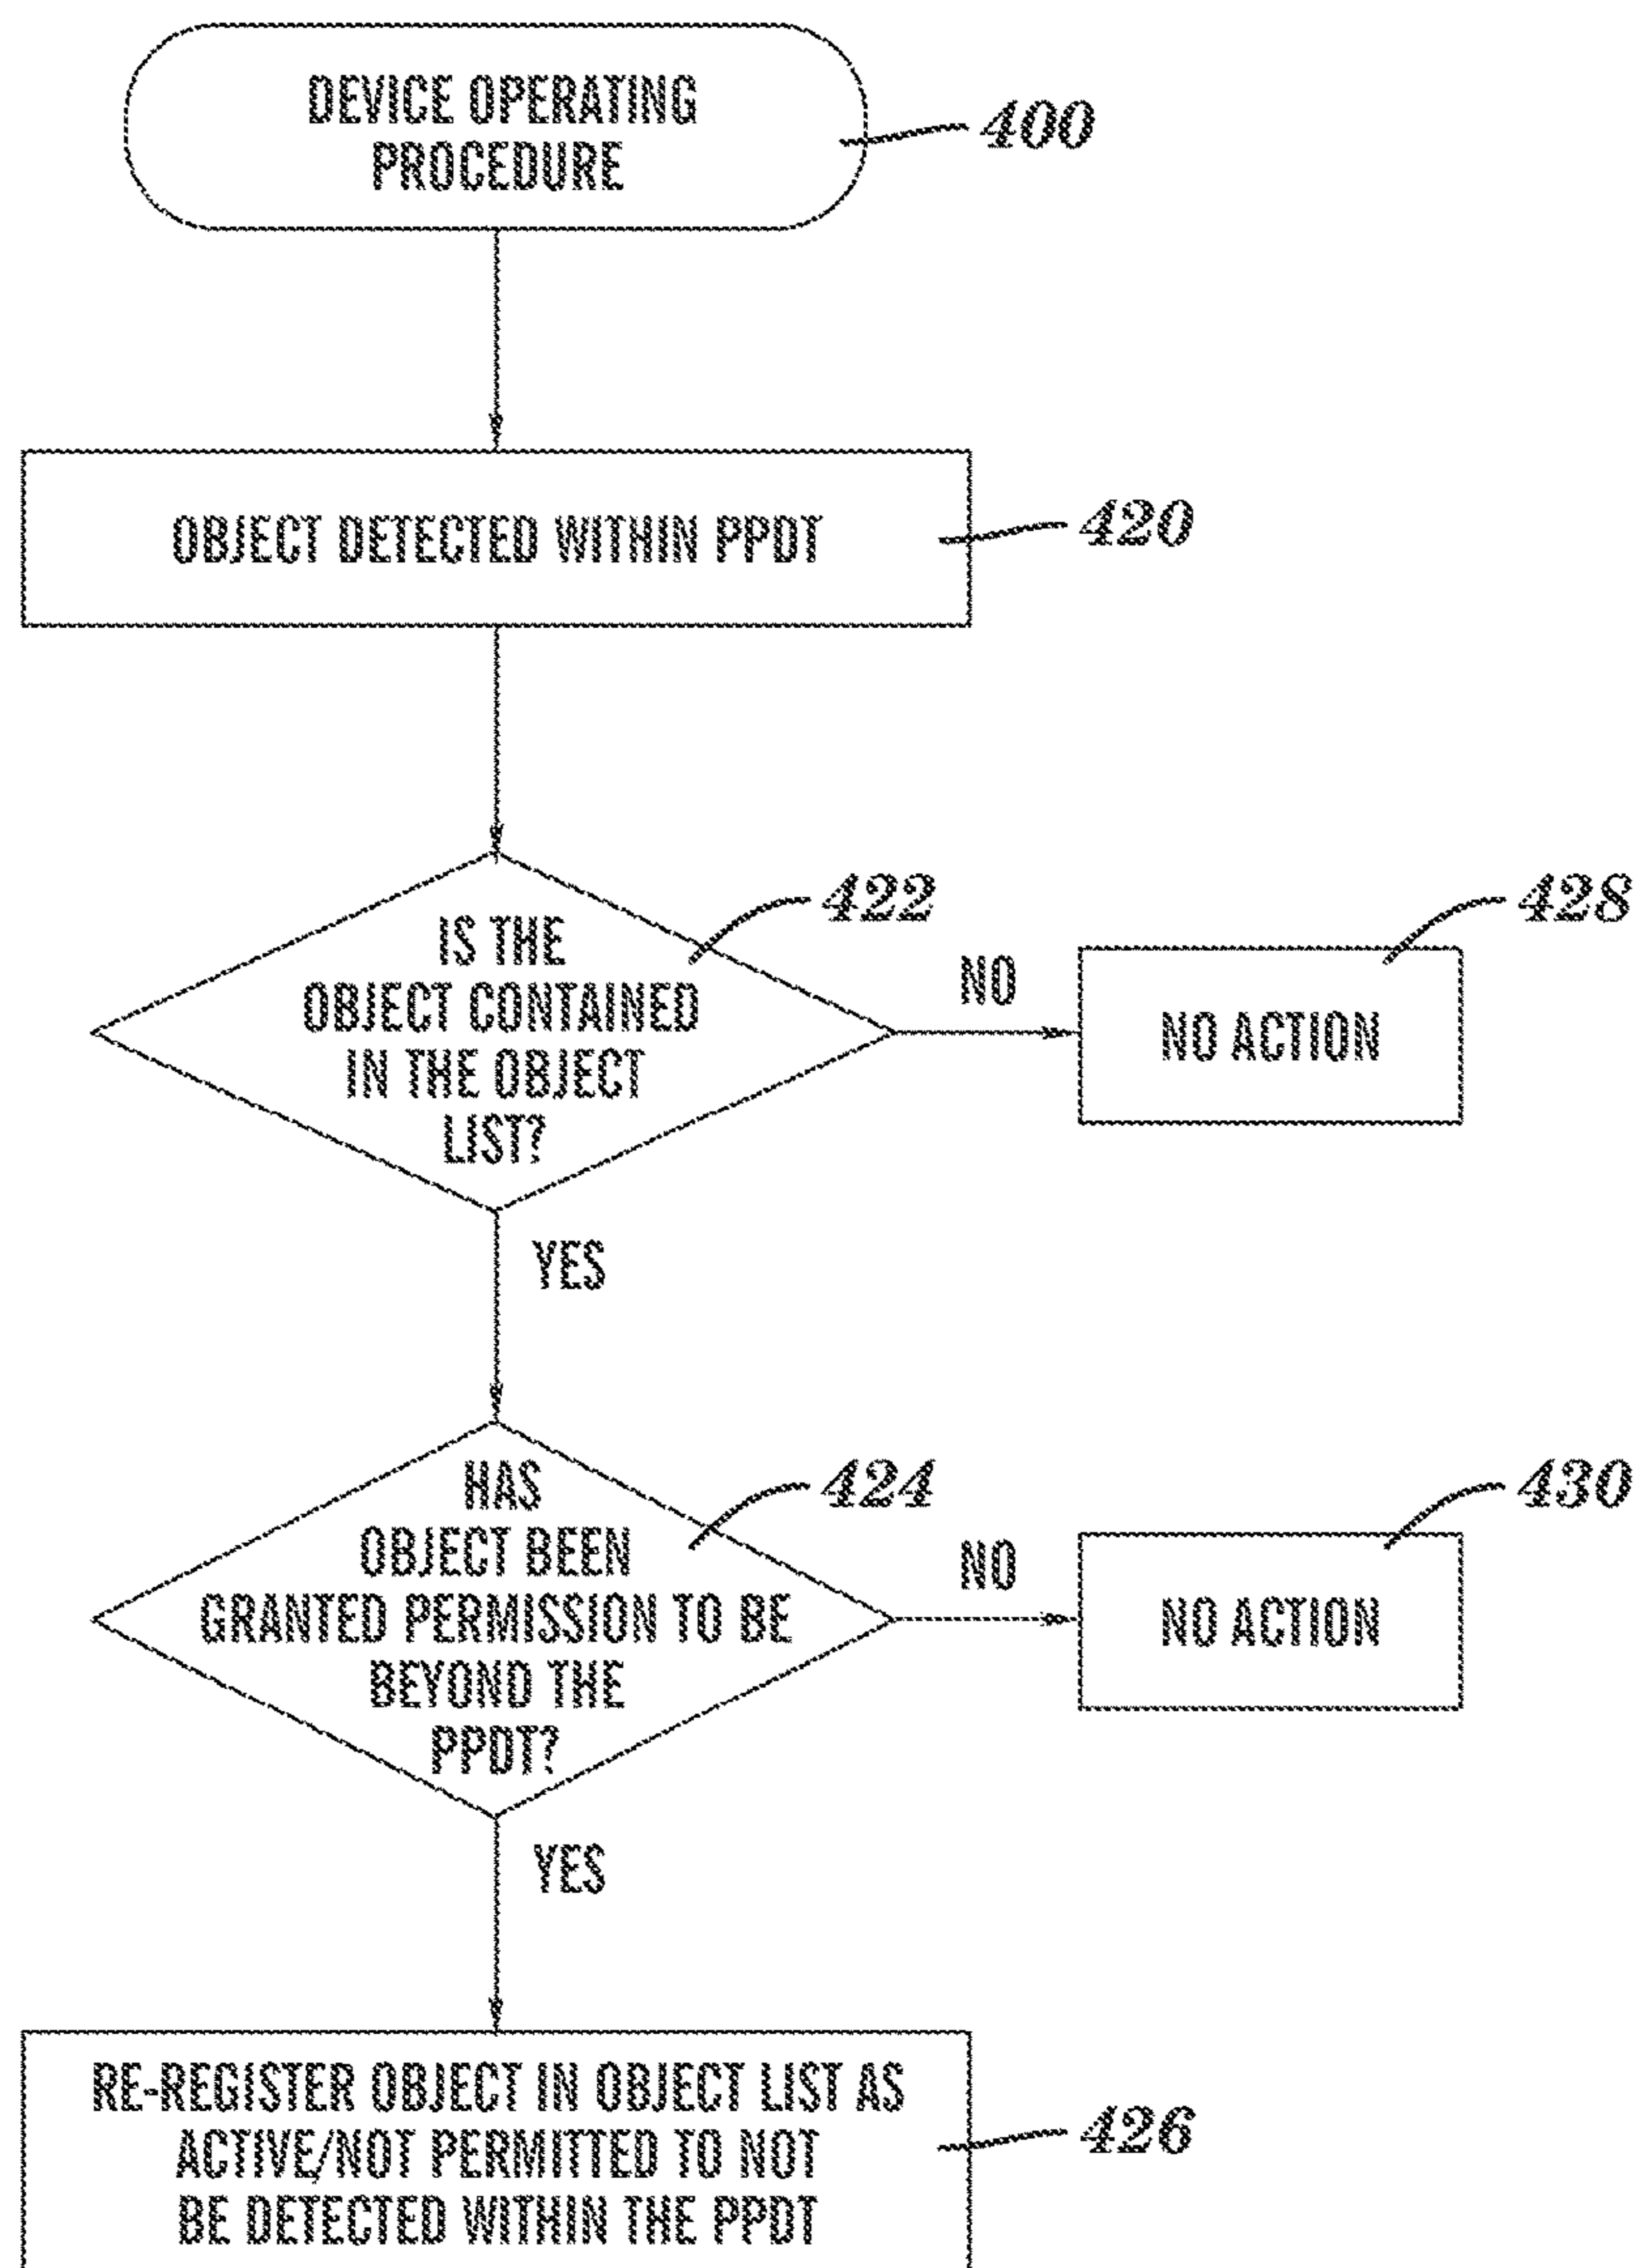 DEVICE OPERATING
PROCEDURE
400
OBJECT DETECTED WITHIN PPDT
420
IS THE
OBJECT CONTAINED
IN THE OBJECT
LIST?
422
NO
NO ACTION
428
YES
HAS
OBJECT BEEN
GRANTED PERMISSION TO BE
BEYOND THE
PPDT?
424
NO
NO ACTION
430
YES
RE-REGISTER OBJECT IN OBJECT LIST AS
ACTIVE/NOT PERMITTED TO NOT
BE DETECTED WITHIN THE PPDT
426